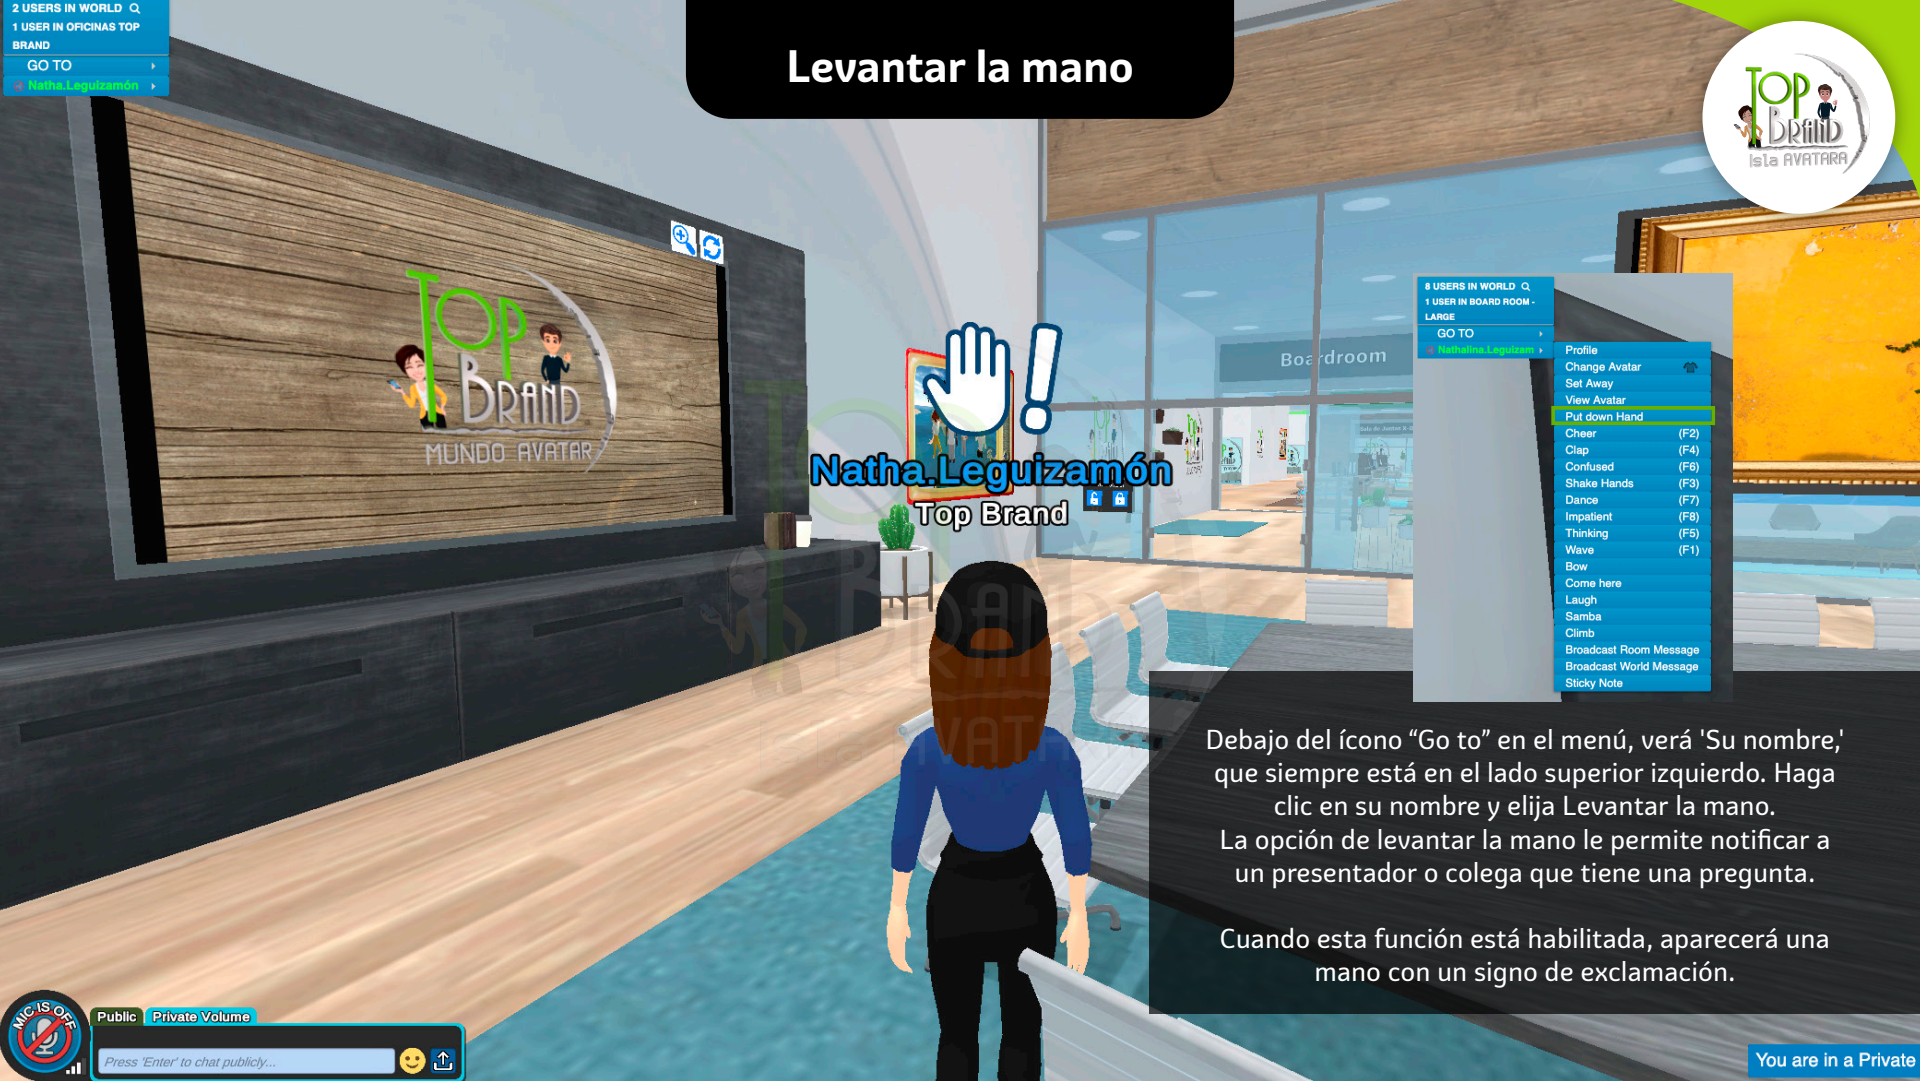 2 USERS IN WORLD
1 USER IN OFICINAS TOP
BRAND
GO TO
Natha.Leguizamón
Levantar la mano
TOP
BRAND
Isla AVATARA
TOP
BRAND
MUNDO AVATAR
Boardroom
Natha.Leguizamón
Top Brand
8 USERS IN WORLD
1 USER IN BOARD ROOM -
LARGE
GO TO
Nathalina.Leguizam
Profile
Change Avatar
Set Away
View Avatar
Put down Hand
Cheer (F2)
Clap (F4)
Confused (F6)
Shake Hands (F3)
Dance (F7)
Impatient (F8)
Thinking (F5)
Wave (F1)
Bow
Come here
Laugh
Samba
Climb
Broadcast Room Message
Broadcast World Message
Sticky Note
TOP
BRAND
Isla AVATARA
Debajo del ícono “Go to” en el menú, verá 'Su nombre,'
que siempre está en el lado superior izquierdo. Haga
clic en su nombre y elija Levantar la mano.
La opción de levantar la mano le permite notificar a
un presentador o colega que tiene una pregunta.
Cuando esta función está habilitada, aparecerá una
mano con un signo de exclamación.
MIC IS OFF
Public
Private Volume
Press 'Enter' to chat publicly...
You are in a Private